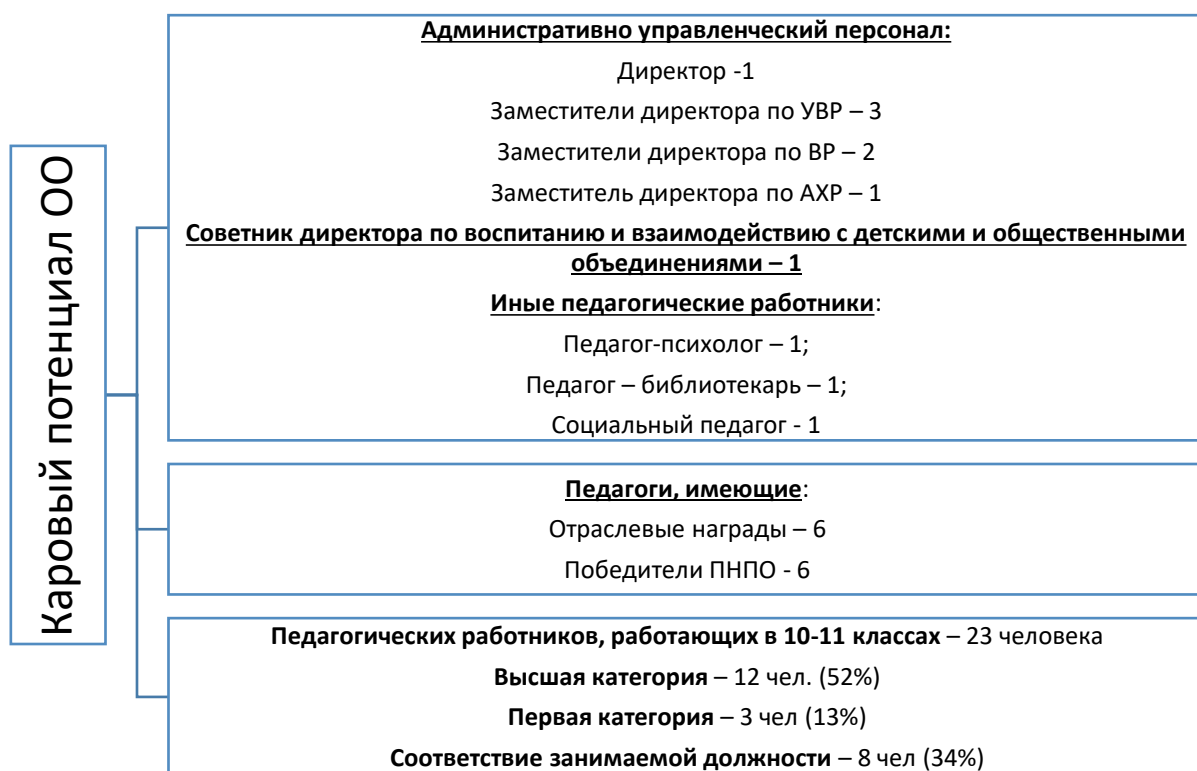 Каровый потенциал ОО
Административно управленческий персонал:
Директор -1
Заместители директора по УВР – 3
Заместители директора по ВР – 2
Заместитель директора по АХР – 1
Советник директора по воспитанию и взаимодействию с детскими и общественными
объединениями – 1
Иные педагогические работники:
Педагог-психолог – 1;
Педагог – библиотекарь – 1;
Социальный педагог - 1
Педагоги, имеющие:
Отраслевые награды – 6
Победители ПНПО - 6
Педагогических работников, работающих в 10-11 классах – 23 человека
Высшая категория – 12 чел. (52%)
Первая категория – 3 чел (13%)
Соответствие занимаемой должности – 8 чел (34%)